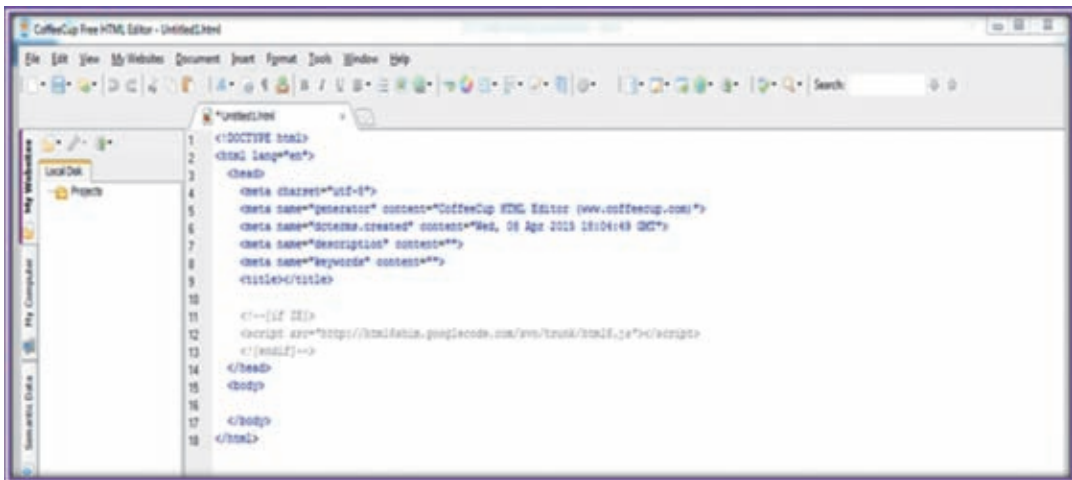 CoffeeCup Free HTML Editor - Untitled1.html
File Edit View My Websites Document Insert Format Tools Window Help
Search:
*Untitled1.html
My Websites
Local Disk
Projects
My Computer
Semantic Data
1 <!DOCTYPE html>
2 <html lang="en">
3 <head>
4 <meta charset="utf-8">
5 <meta name="generator" content="CoffeeCup HTML Editor (www.coffeecup.com)">
6 <meta name="dcterms.created" content="Wed, 08 Apr 2015 18:04:49 GMT">
7 <meta name="description" content="">
8 <meta name="keywords" content="">
9 <title></title>
10
11 <!--[if IE]>
12 <script src="http://html5shim.googlecode.com/svn/trunk/html5.js"></script>
13 <![endif]-->
14 </head>
15 <body>
16
17 </body>
18 </html>